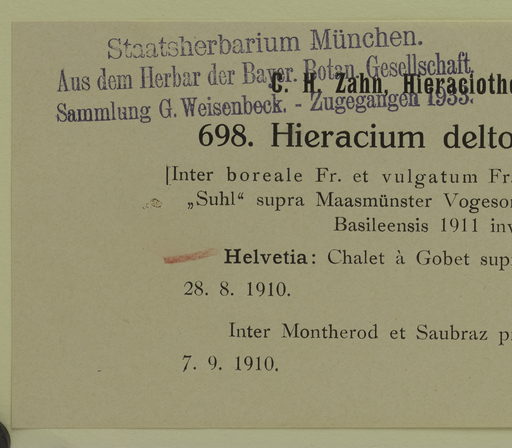 Staatsherbarium München.
Aus dem Herbar der Bayer. Botan. Gesellschaft,
C. H. Zahn, Hieraciothe
Sammlung G. Weisenbeck. - Zugegangen 1955.
698. Hieracium delto
[Inter boreale Fr. et vulgatum Fr.
„Suhl“ supra Maasmünster Vogeso
Basileensis 1911 inv
Helvetia: Chalet à Gobet sup
28. 8. 1910.
Inter Montherod et Saubraz p
7. 9. 1910.